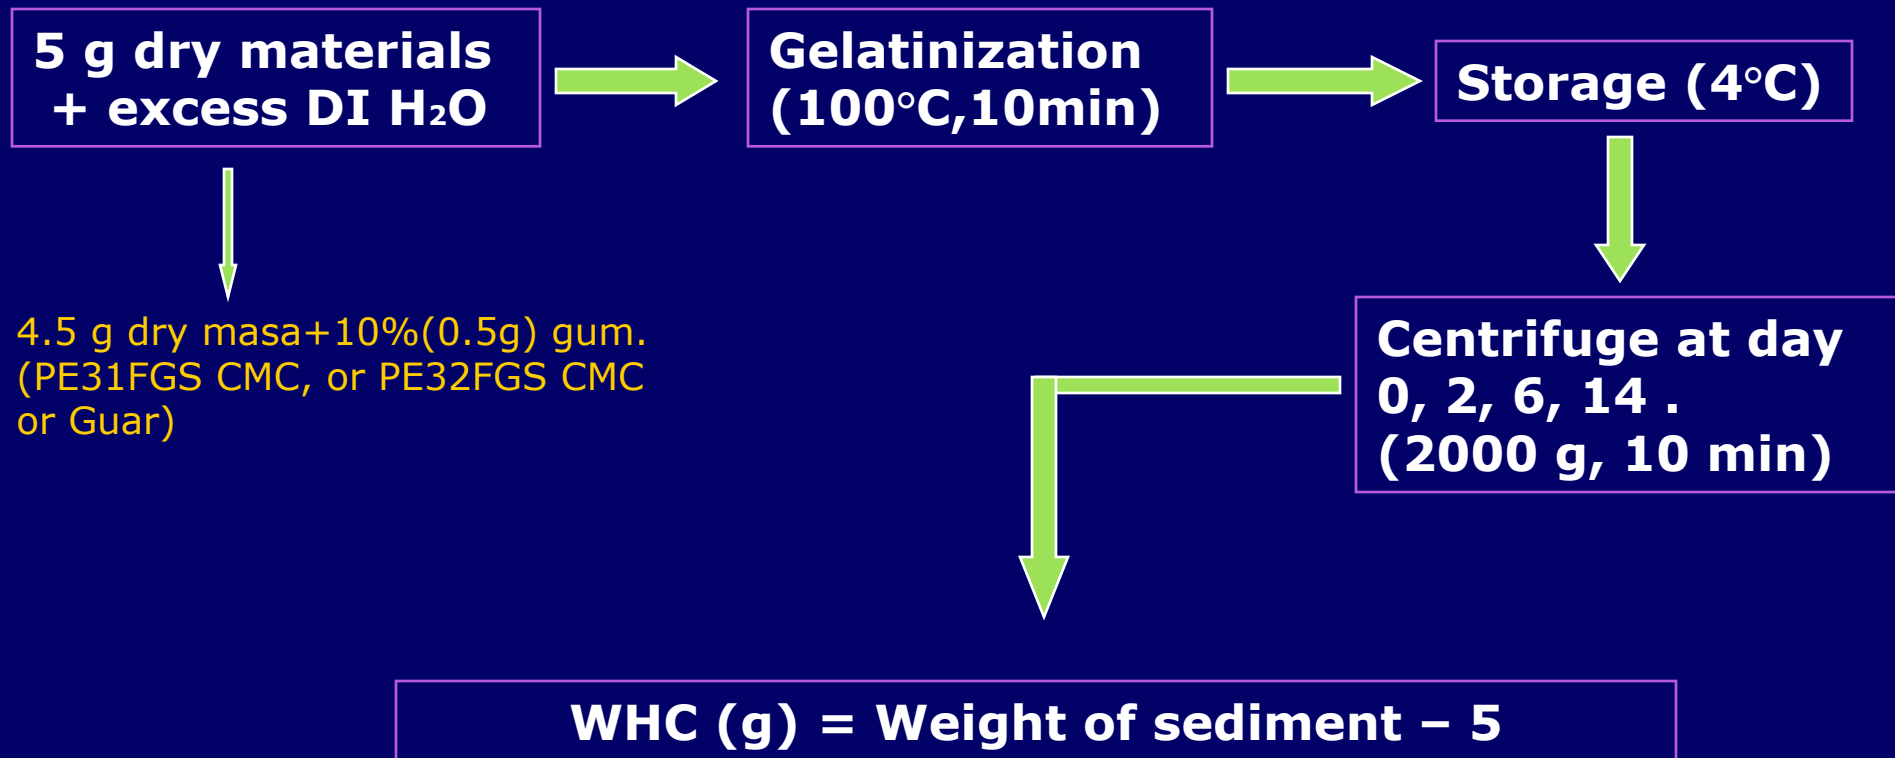 5 g dry materials
+ excess DI H₂O
Gelatinization
(100°C,10min)
Storage (4°C)
4.5 g dry masa+10%(0.5g) gum.
(PE31FGS CMC, or PE32FGS CMC
or Guar)
Centrifuge at day
0, 2, 6, 14 .
(2000 g, 10 min)
WHC (g) = Weight of sediment – 5